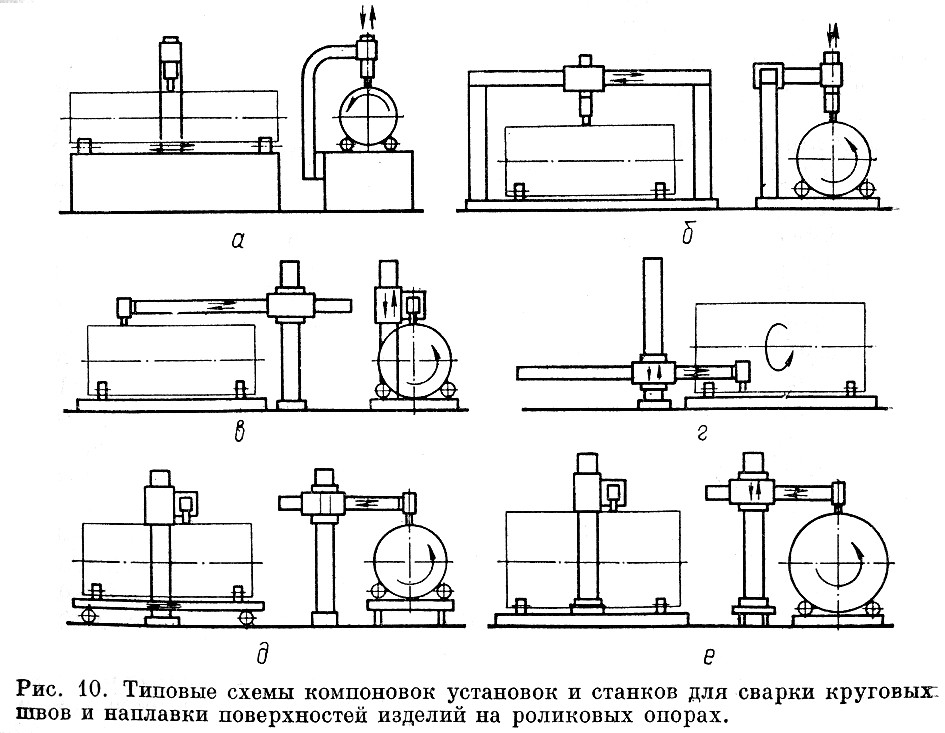 а
б
в
г
д
е
Рис. 10. Типовые схемы компоновок установок и станков для сварки круговых
швов и наплавки поверхностей изделий на роликовых опорах.